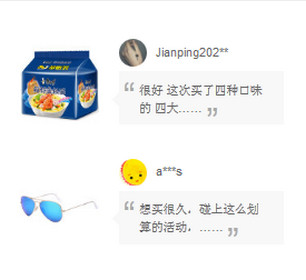 Jianping202**
很好 这次买了四种口味
的 四大……
a***s
想买很久，碰上这么划
算的活动，……